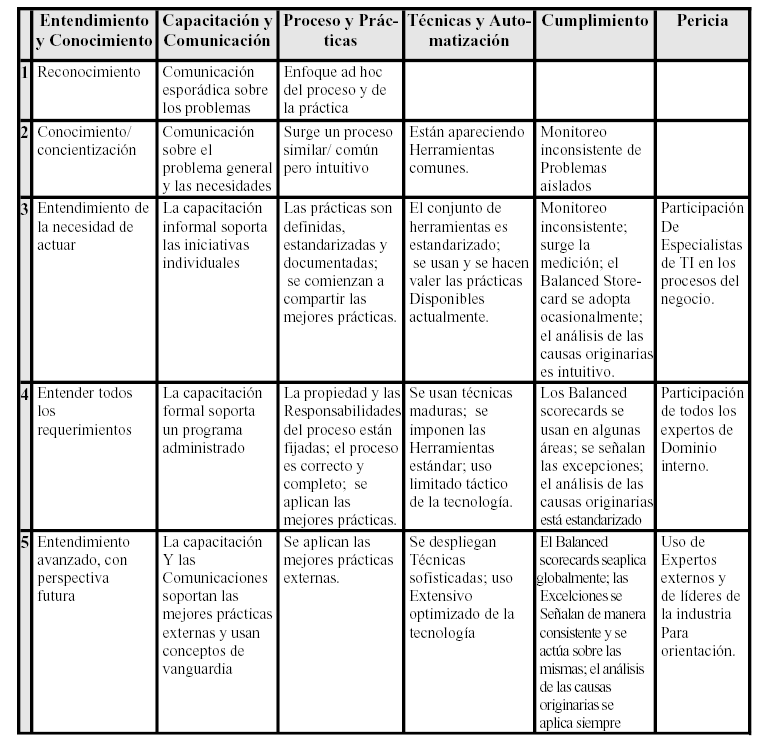 Entendimiento
y Conocimiento
Capacitación y
Comunicación
Proceso y Prác-
ticas
Técnicas y Auto-
matización
Cumplimiento
Pericia
1
Reconocimiento
Comunicación
esporádica sobre
los problemas
Enfoque ad hoc
del proceso y de
la práctica
2
Conocimiento/
concientización
Comunicación
sobre el
problema general
y las necesidades
Surge un proceso
similar/ común
pero intuitivo
Están apareciendo
Herramientas
comunes.
Monitoreo
inconsistente de
Problemas
aislados
3
Entendimiento de
la necesidad de
actuar
La capacitación
informal soporta
las iniciativas
individuales
Las prácticas son
definidas,
estandarizadas y
documentadas;
se comienzan a
compartir las
mejores prácticas.
El conjunto de
herramientas es
estandarizado;
se usan y se hacen
valer las prácticas
Disponibles
actualmente.
Monitoreo
inconsistente;
surge la
medición; el
Balanced Store-
card se adopta
ocasionalmente;
el análisis de las
causas originarias
es intuitivo.
Participación
De
Especialistas
de TI en los
procesos del
negocio.
4
Entender todos
los
requerimientos
La capacitación
formal soporta
un programa
administrado
La propiedad y las
Responsabilidades
del proceso están
fijadas; el proceso
es correcto y
completo; se
aplican las
mejores prácticas.
Se usan técnicas
maduras; se
imponen las
Herramientas
estándar; uso
limitado táctico
de la tecnología.
Los Balanced
scorecards se
usan en algunas
áreas; se señalan
las excepciones;
el análisis de las
causas originarias
está estandarizado
Participación
de todos los
expertos de
Dominio
interno.
5
Entendimiento
avanzado, con
perspectiva
futura
La capacitación
Y las
Comunicaciones
soportan las
mejores prácticas
externas y usan
conceptos de
vanguardia
Se aplican las
mejores prácticas
externas.
Se despliegan
Técnicas
sofisticadas; uso
Extensivo
optimizado de la
tecnología
El Balanced
scorecards seaplica
globalmente; las
Excelciones se
Señalan de manera
consistente y se
actúa sobre las
mismas; el análisis
de las causas
originarias se
aplica siempre
Uso de
Expertos
externos y
de líderes de
la industria
Para
orientación.